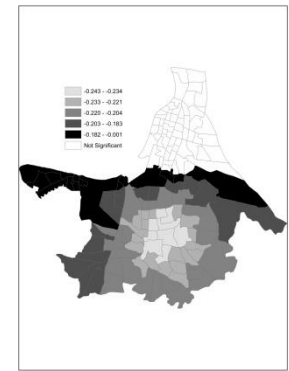 -0.243 - -0.234
-0.233 - -0.221
-0.220 - -0.204
-0.203 - -0.183
-0.182 - -0.001
Not Significant